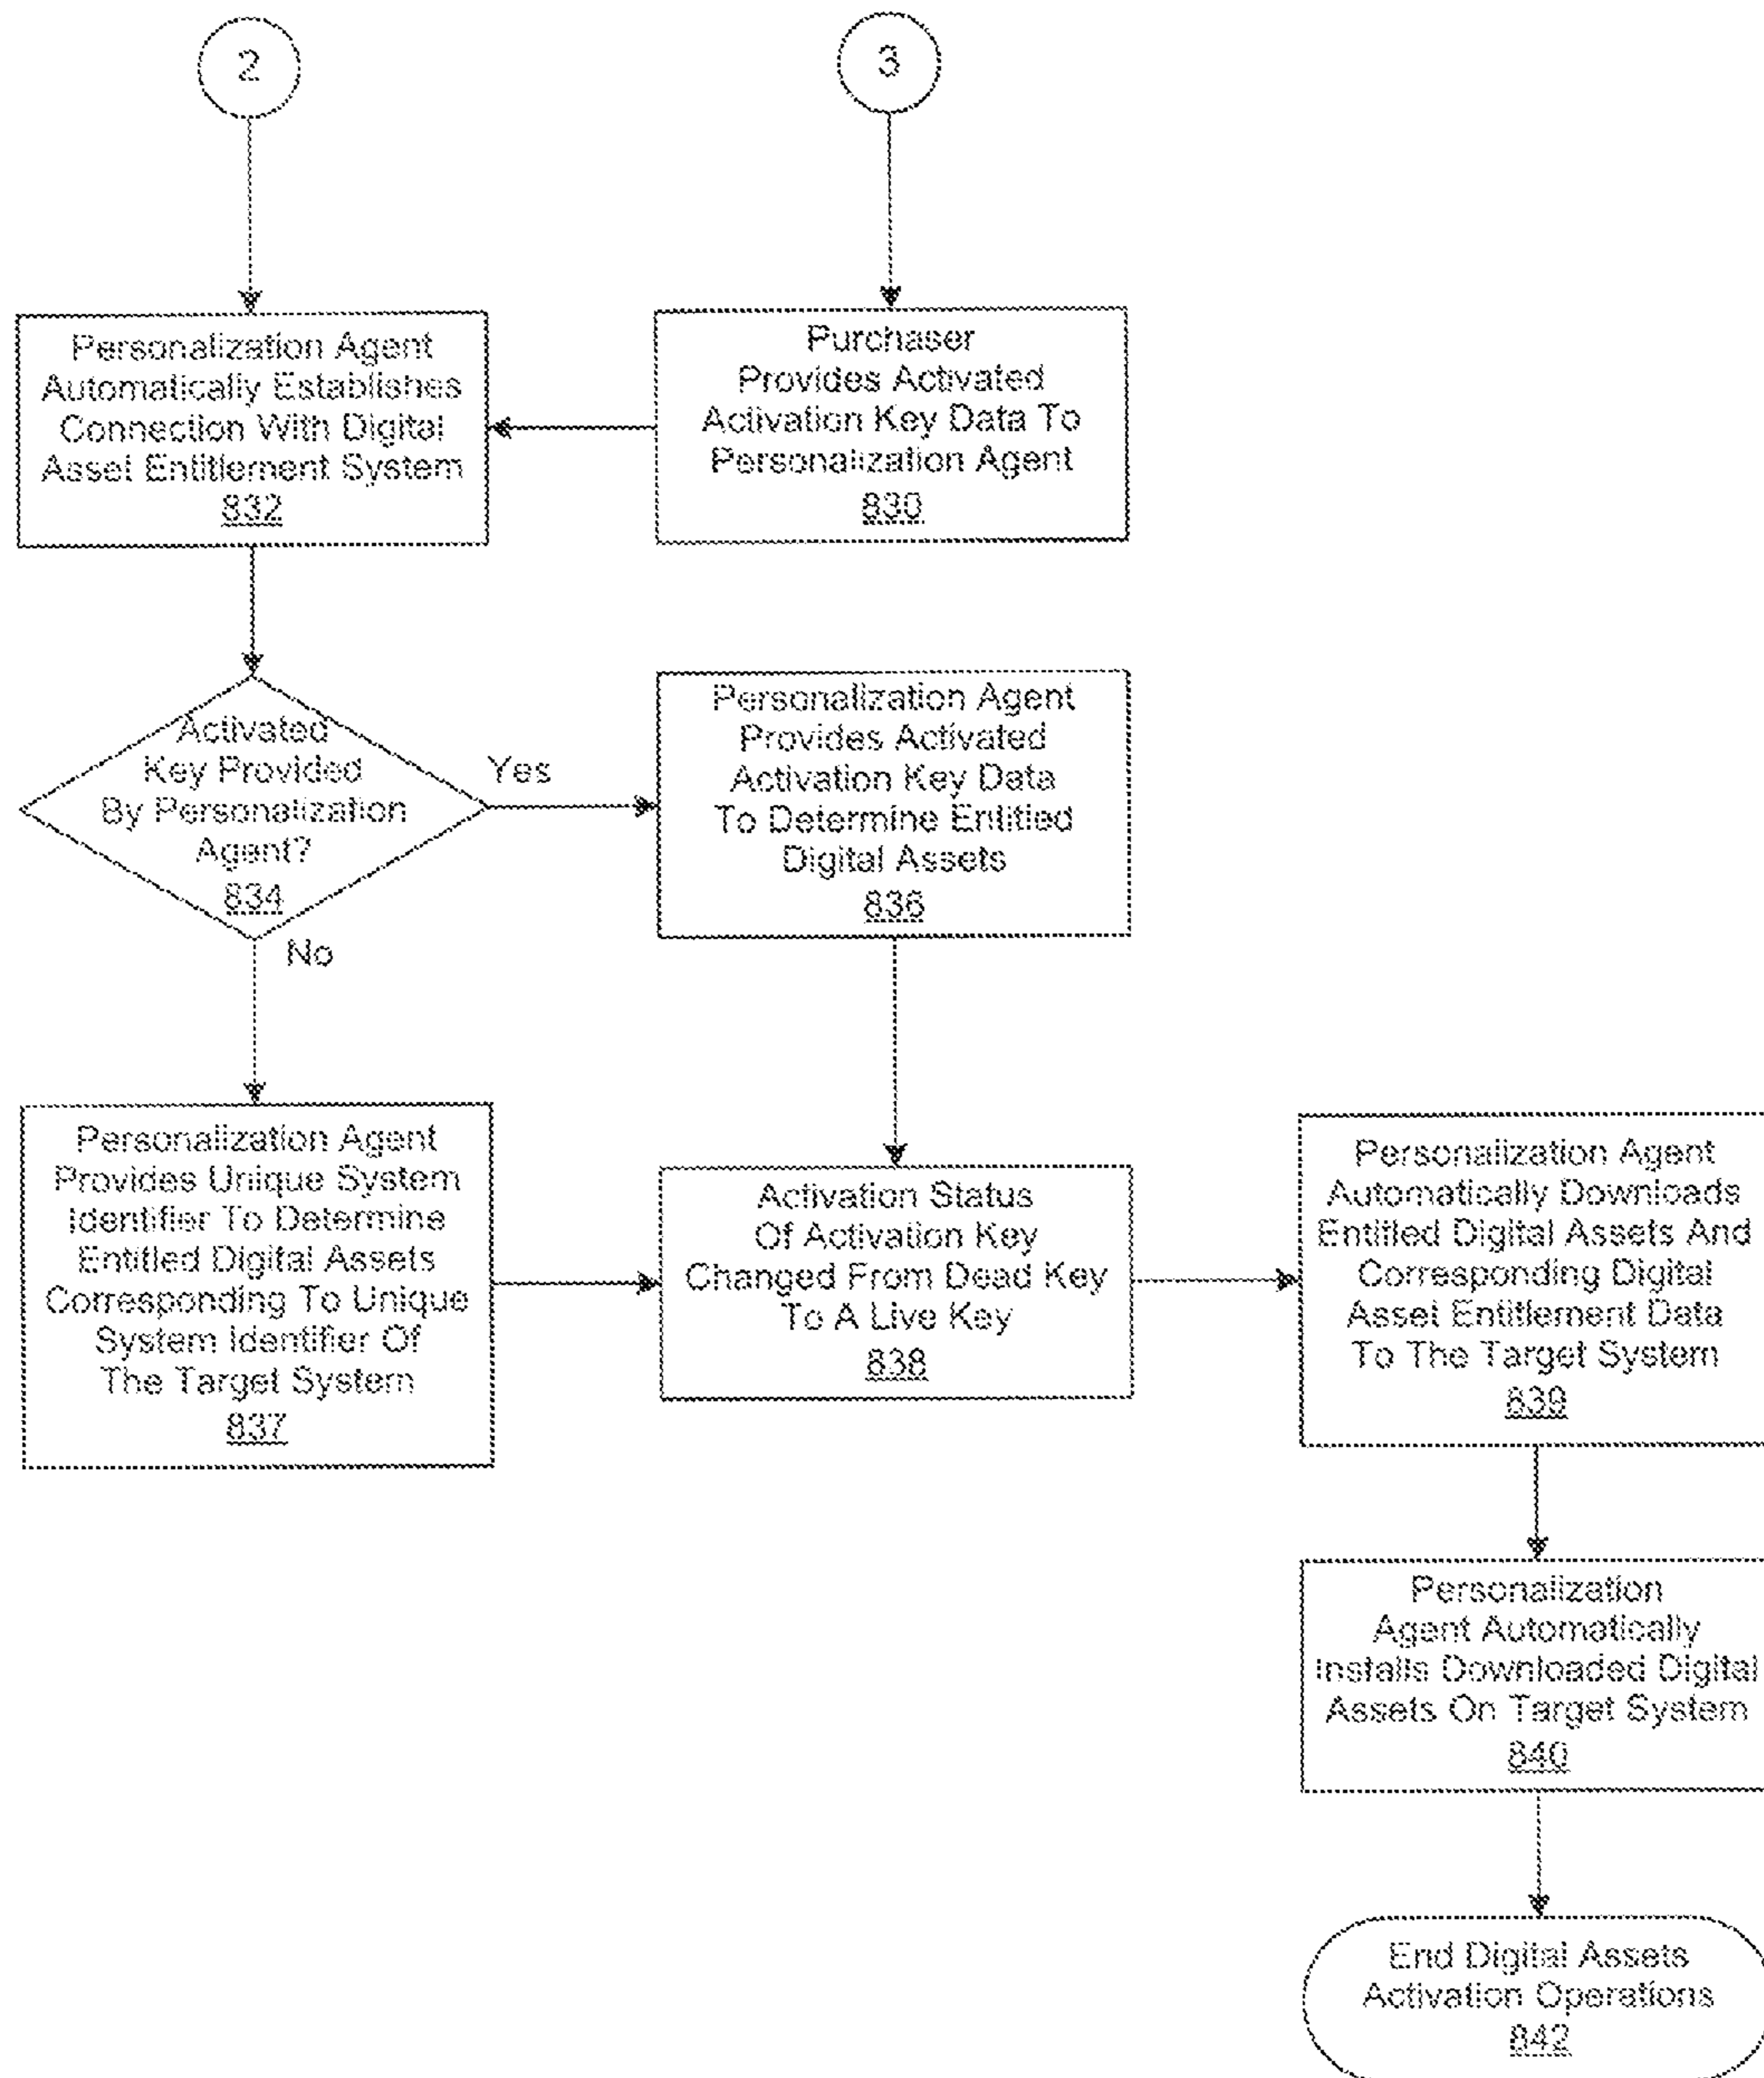 2
3
Personalization Agent
Automatically Establishes
Connection With Digital
Asset Entitlement System
832
Purchaser
Provides Activated
Activation Key Data To
Personalization Agent
830
Activated
Key Provided
By Personalization
Agent?
834
Yes
No
Personalization Agent
Provides Activated
Activation Key Data
To Determine Entitled
Digital Assets
836
Personalization Agent
Provides Unique System
Identifier To Determine
Entitled Digital Assets
Corresponding To Unique
System Identifier Of
The Target System
837
Activation Status
Of Activation Key
Changed From Dead Key
To A Live Key
838
Personalization Agent
Automatically Downloads
Entitled Digital Assets And
Corresponding Digital
Asset Entitlement Data
To The Target System
839
Personalization
Agent Automatically
Installs Downloaded Digital
Assets On Target System
840
End Digital Assets
Activation Operations
842